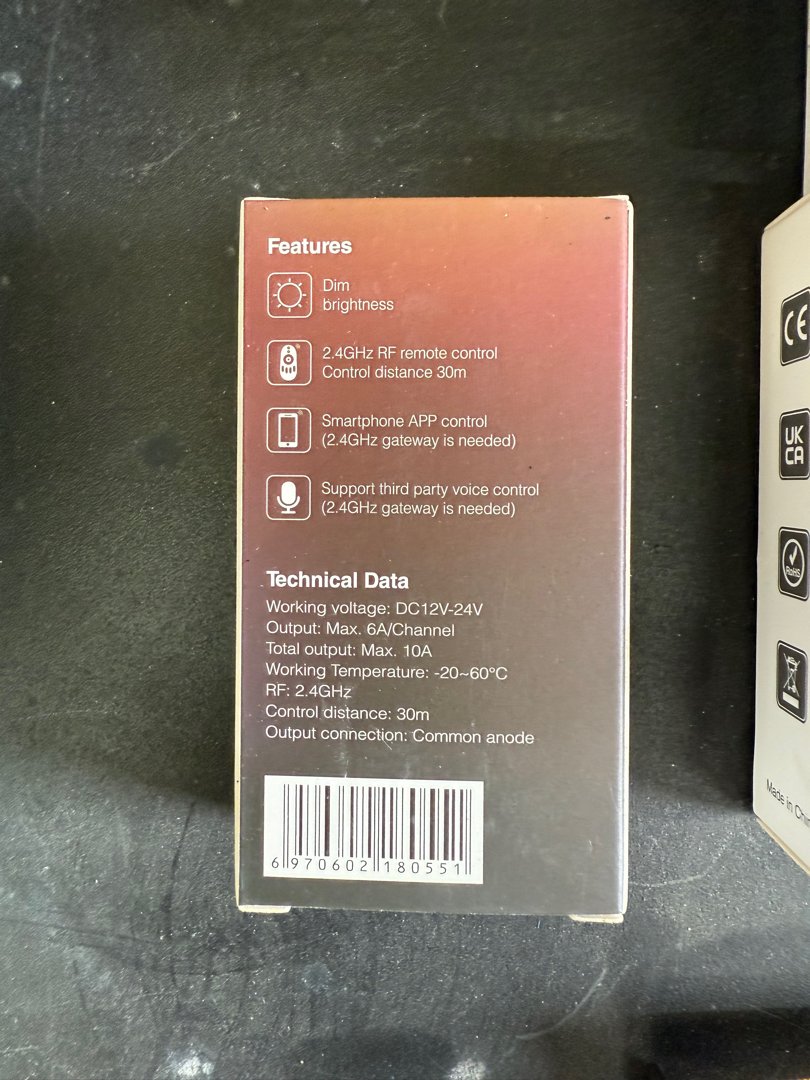 Features
Dim
brightness
2.4GHz RF remote control
Control distance 30m
Smartphone APP control
(2.4GHz gateway is needed)
Support third party voice control
(2.4GHz gateway is needed)
Technical Data
Working voltage: DC12V-24V
Output: Max. 6A/Channel
Total output: Max. 10A
Working Temperature: -20~60°C
RF: 2.4GHz
Control distance: 30m
Output connection: Common anode
6 970602 180551
CE
UK
CA
RoHS
Made in